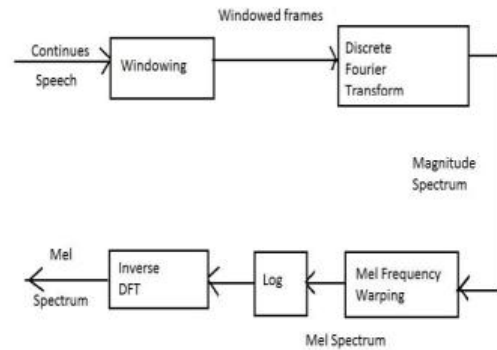 Windowed frames
Continues
Speech
Windowing
Discrete
Fourier
Transform
Magnitude
Spectrum
Mel Frequency
Warping
Mel Spectrum
Log
Inverse
DFT
Mel
Spectrum